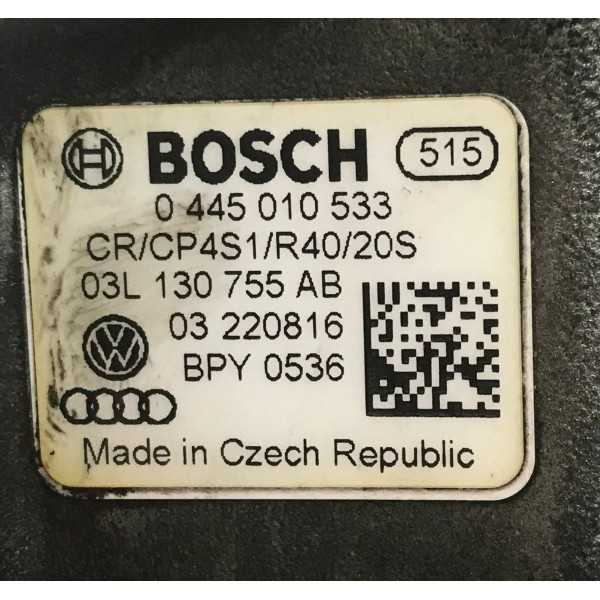 BOSCH 515
0 445 010 533
CR/CP4S1/R40/20S
03L 130 755 AB
03 220816
BPY 0536
Made in Czech Republic